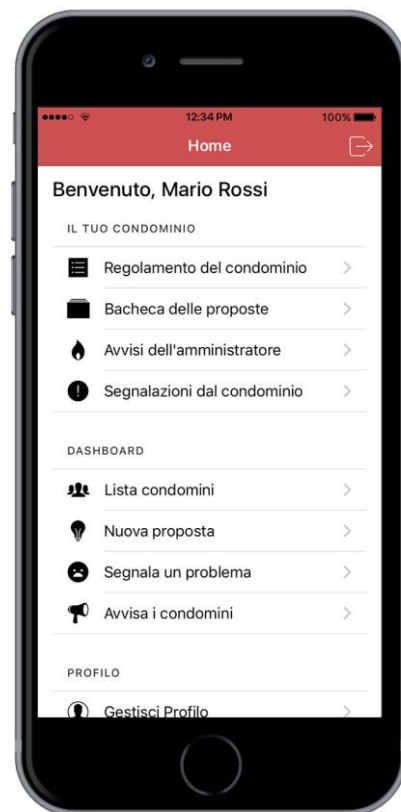 12:34 PM
100%
Home
Benvenuto, Mario Rossi
IL TUO CONDOMINIO
Regolamento del condominio
Bacheca delle proposte
Avvisi dell'amministratore
Segnalazioni dal condominio
DASHBOARD
Lista condomini
Nuova proposta
Segnala un problema
Avvisa i condomini
PROFILO
Gestisci Profilo